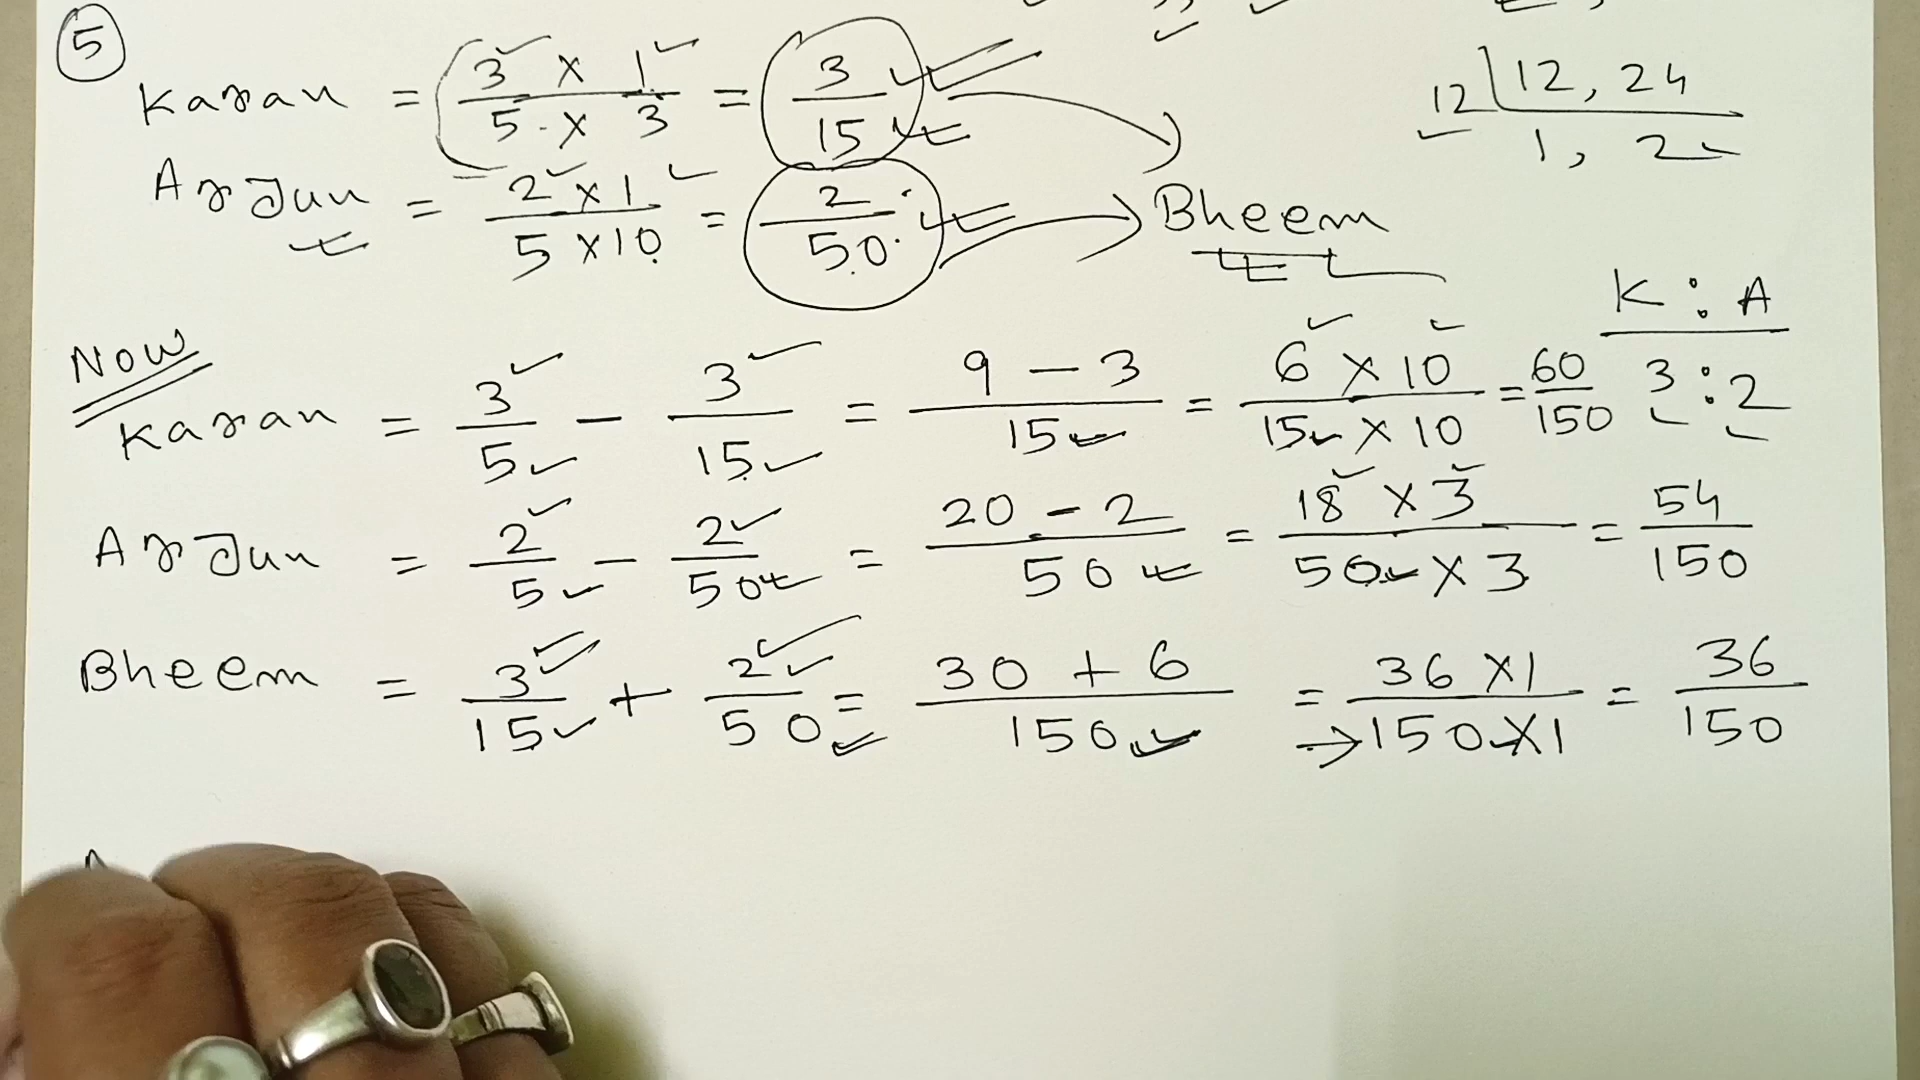 5
12 | 12, 24
1, 2
Karan = 3 x 1 / 5 x 3 = 3/15
Arjun = 2 x 1 / 5 x 10 = 2/50
Bheem
K : A
3 : 2
Now
Karan = 3/5 - 3/15 = 9 - 3 / 15 = 6 x 10 / 15 x 10 = 60/150
Arjun = 2/5 - 2/50 = 20 - 2 / 50 = 18 x 3 / 50 x 3 = 54/150
Bheem = 3/15 + 2/50 = 30 + 6 / 150 = 36 x 1 / 150 x 1 = 36/150